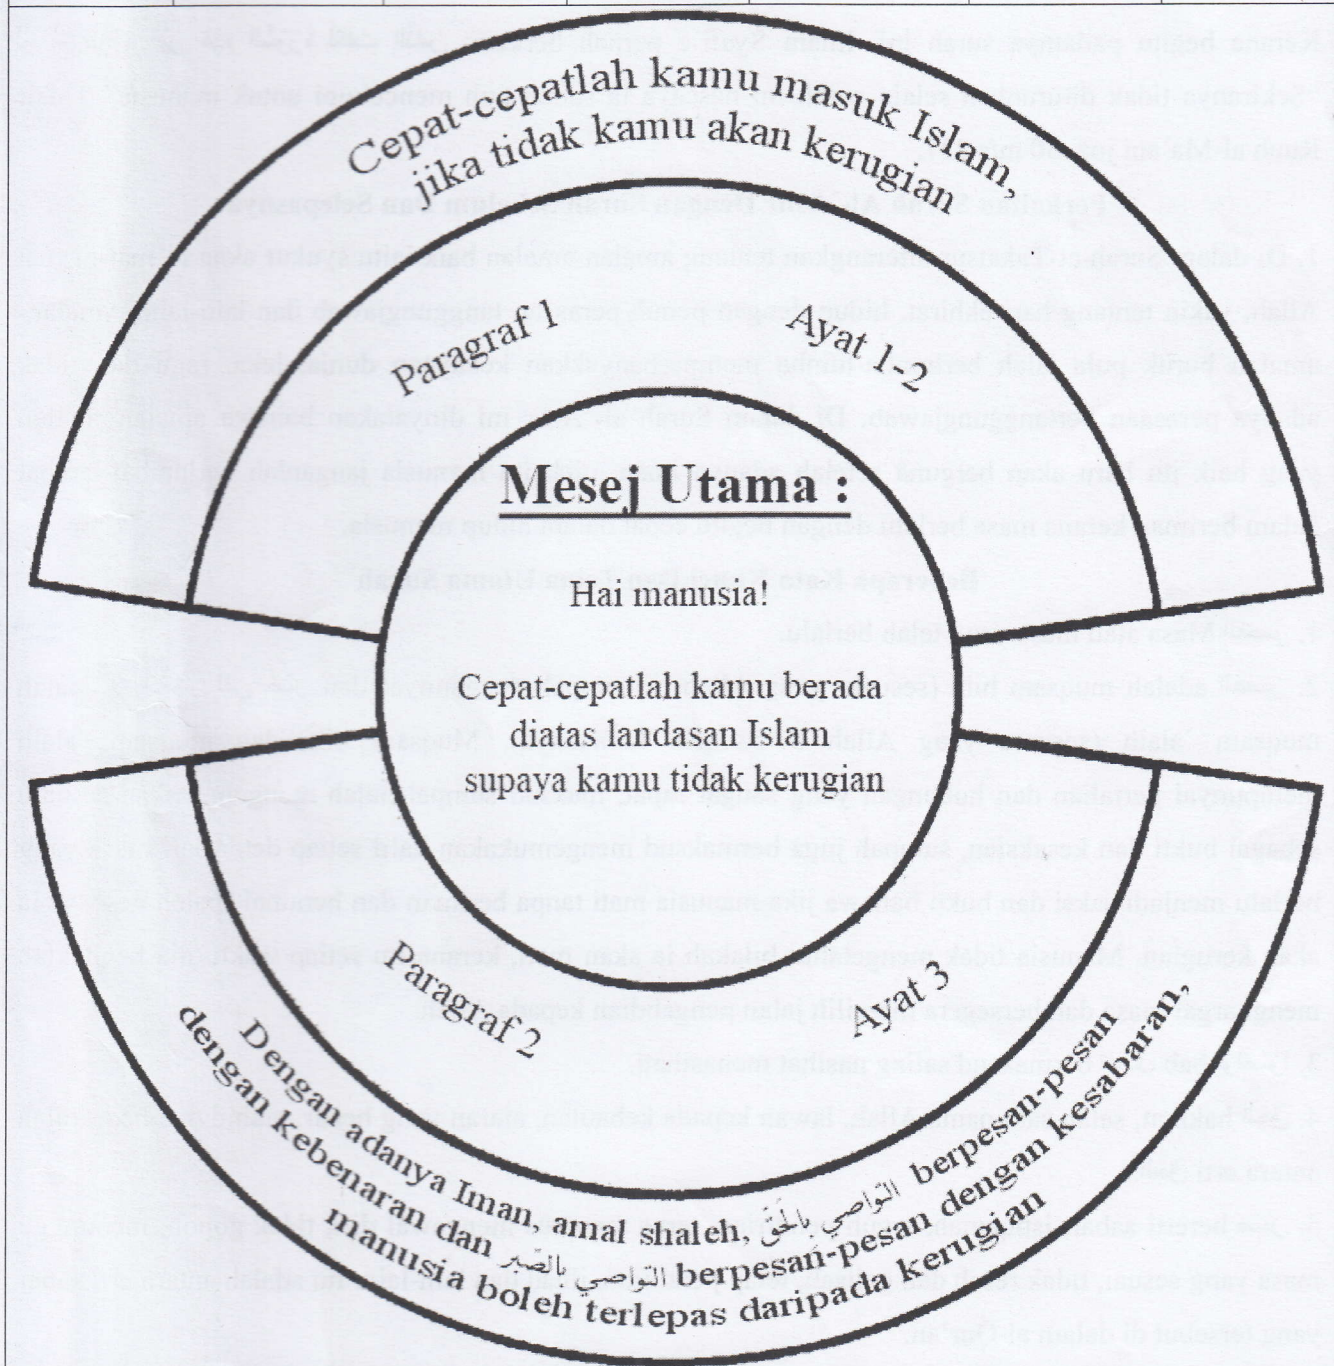 Cepat-cepatlah kamu masuk Islam,
jika tidak kamu akan kerugian
Paragraf 1
Ayat 1-2
Mesej Utama :
Hai manusia!
Cepat-cepatlah kamu berada
diatas landasan Islam
supaya kamu tidak kerugian
Paragraf 2
Ayat 3
Dengan adanya Iman, amal shaleh, التواصي بالحَقّ berpesan-pesan
dengan kebenaran dan التواصي بالصَّبْر berpesan-pesan dengan kesabaran,
manusia boleh terlepas daripada kerugian